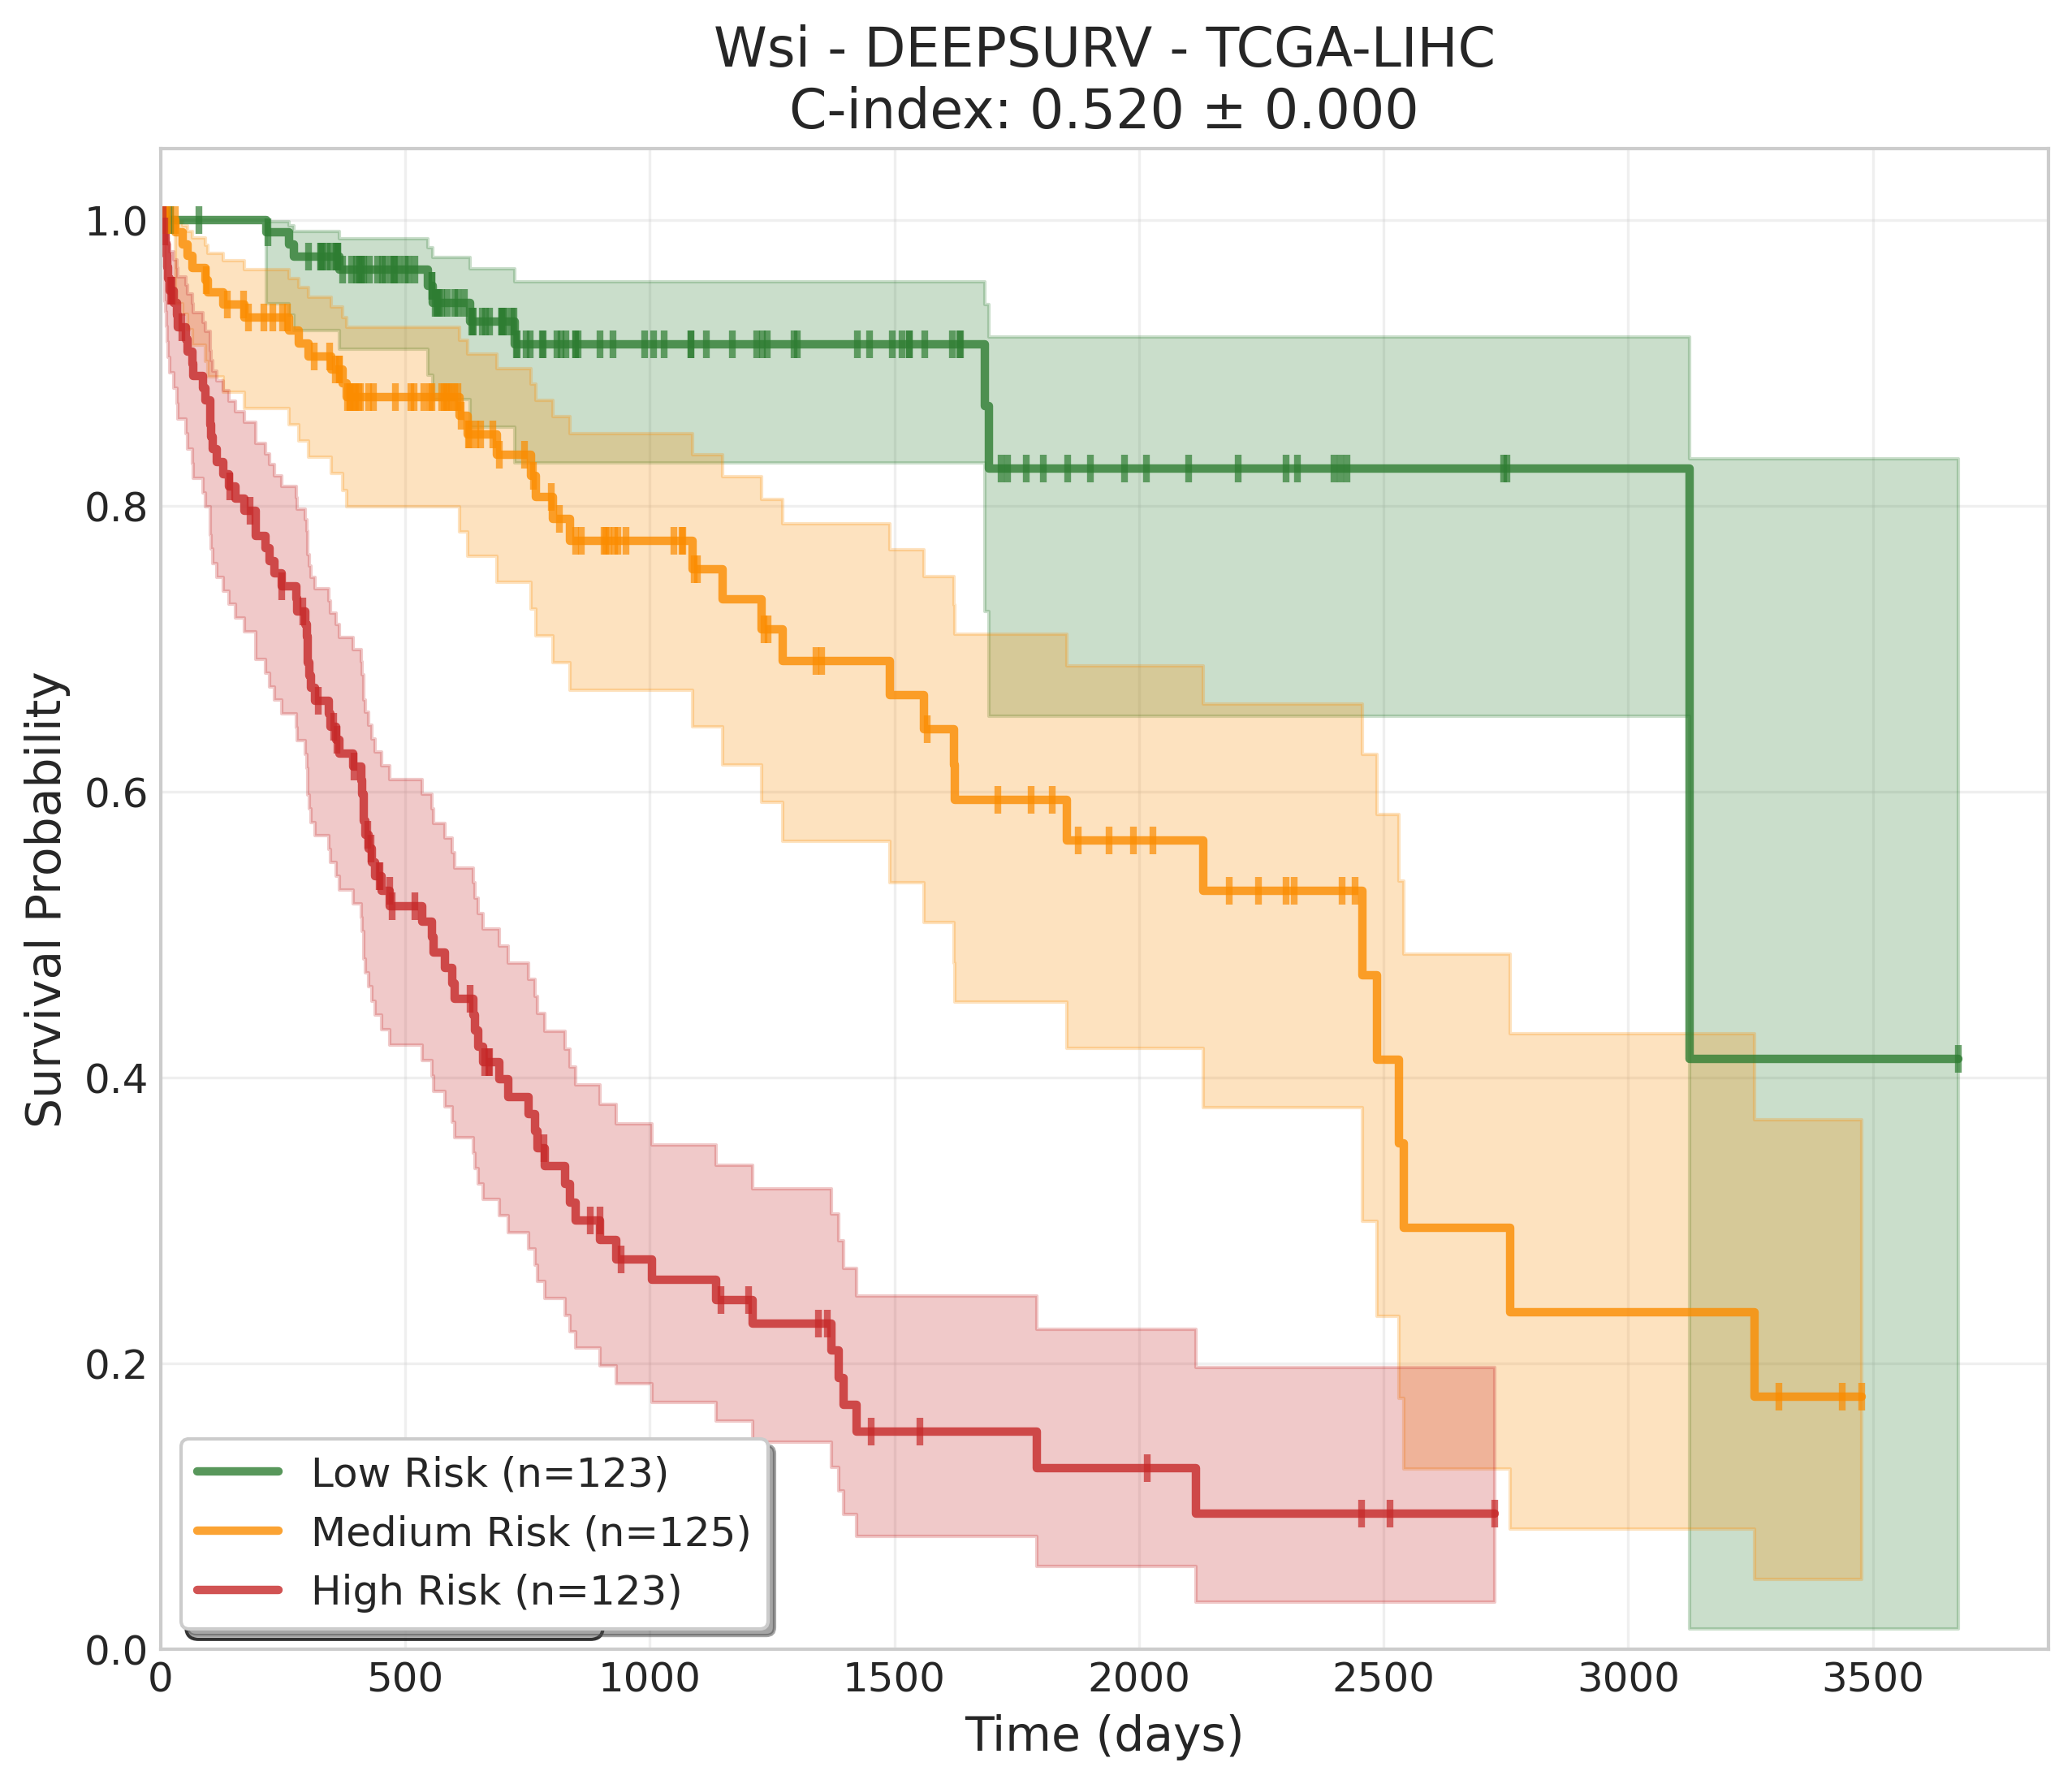 Wsi - DEEPSURV - TCGA-LIHC
C-index: 0.520 ± 0.000
Survival Probability
1.0
0.8
0.6
0.4
0.2
0.0
Low Risk (n=123)
Medium Risk (n=125)
High Risk (n=123)
0 500 1000 1500 2000 2500 3000 3500
Time (days)